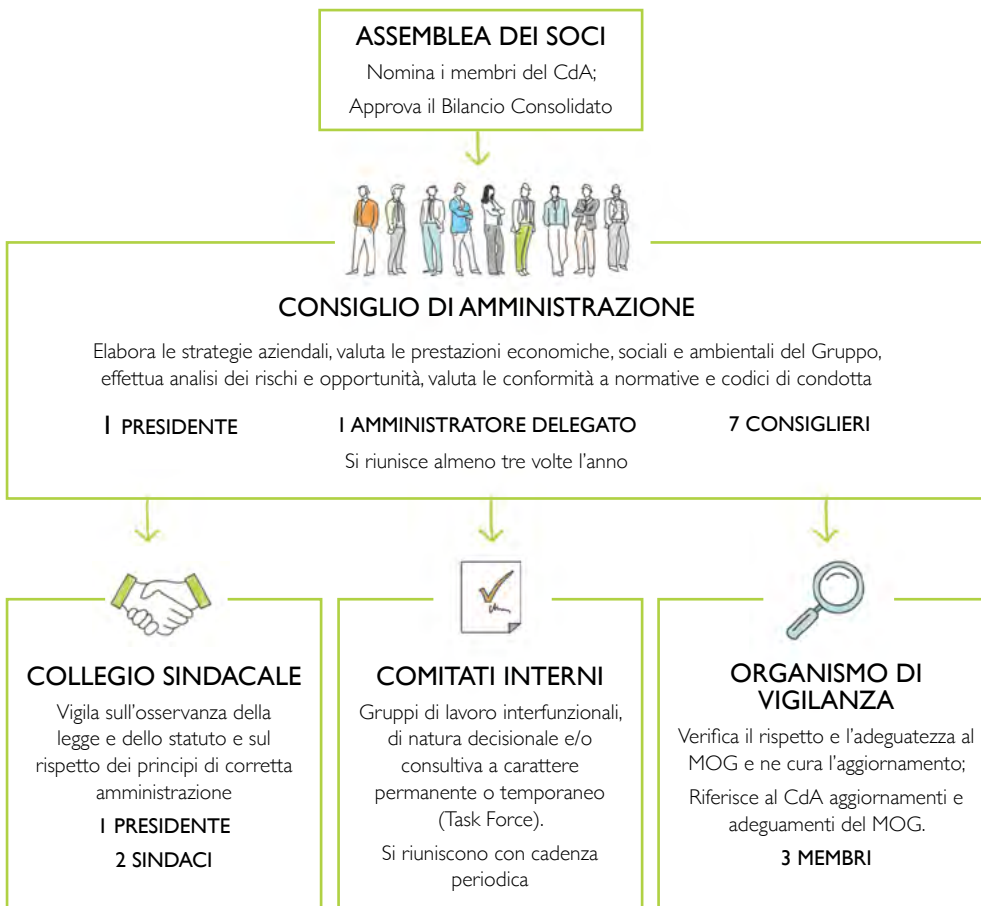 ASSEMBLEA DEI SOCI
Nomina i membri del CdA;
Approva il Bilancio Consolidato
CONSIGLIO DI AMMINISTRAZIONE
Elabora le strategie aziendali, valuta le prestazioni economiche, sociali e ambientali del Gruppo,
effettua analisi dei rischi e opportunità, valuta le conformità a normative e codici di condotta
1 PRESIDENTE
1 AMMINISTRATORE DELEGATO
7 CONSIGLIERI
Si riunisce almeno tre volte l'anno
COLLEGIO SINDACALE
Vigila sull'osservanza della
legge e dello statuto e sul
rispetto dei principi di corretta
amministrazione
1 PRESIDENTE
2 SINDACI
COMITATI INTERNI
Gruppi di lavoro interfunzionali,
di natura decisionale e/o
consultiva a carattere
permanente o temporaneo
(Task Force).
Si riuniscono con cadenza
periodica
ORGANISMO DI
VIGILANZA
Verifica il rispetto e l'adeguatezza al
MOG e ne cura l'aggiornamento;
Riferisce al CdA aggiornamenti e
adeguamenti del MOG.
3 MEMBRI